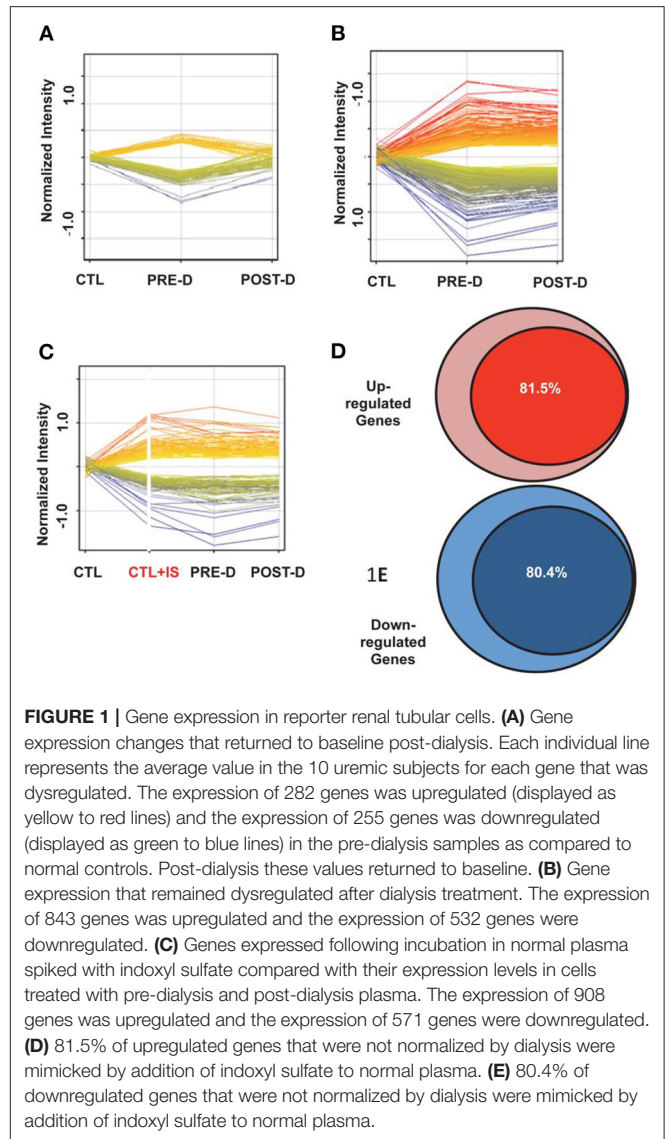 A
Normalized Intensity
1.0
-1.0
CTL PRE-D POST-D
B
Normalized Intensity
-1.0
1.0
CTL PRE-D POST-D
C
Normalized Intensity
1.0
-1.0
CTL CTL+IS PRE-D POST-D
D
Up-
regulated
Genes
81.5%
1E
Down-
regulated
Genes
80.4%
FIGURE 1 | Gene expression in reporter renal tubular cells. (A) Gene
expression changes that returned to baseline post-dialysis. Each individual line
represents the average value in the 10 uremic subjects for each gene that was
dysregulated. The expression of 282 genes was upregulated (displayed as
yellow to red lines) and the expression of 255 genes was downregulated
(displayed as green to blue lines) in the pre-dialysis samples as compared to
normal controls. Post-dialysis these values returned to baseline. (B) Gene
expression that remained dysregulated after dialysis treatment. The expression
of 843 genes was upregulated and the expression of 532 genes were
downregulated. (C) Genes expressed following incubation in normal plasma
spiked with indoxyl sulfate compared with their expression levels in cells
treated with pre-dialysis and post-dialysis plasma. The expression of 908
genes was upregulated and the expression of 571 genes were downregulated.
(D) 81.5% of upregulated genes that were not normalized by dialysis were
mimicked by addition of indoxyl sulfate to normal plasma. (E) 80.4% of
downregulated genes that were not normalized by dialysis were mimicked by
addition of indoxyl sulfate to normal plasma.